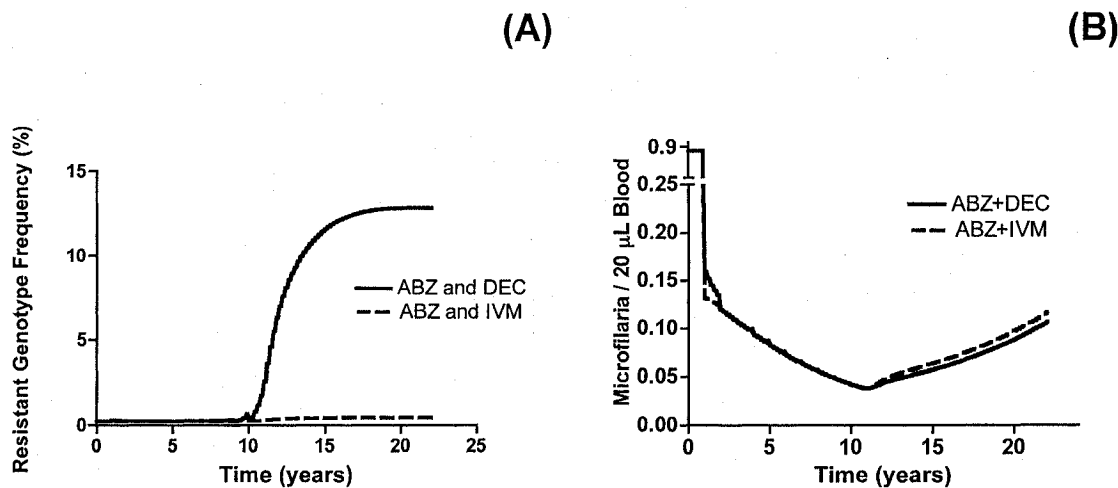 (A)
Resistant Genotype Frequency (%)
15
10
5
0
ABZ and DEC
ABZ and IVM
0 5 10 15 20 25
Time (years)
(B)
Microfilaria / 20 µL Blood
0.9
0.25
0.20
0.15
0.10
0.05
0.00
ABZ+DEC
ABZ+IVM
0 5 10 15 20
Time (years)